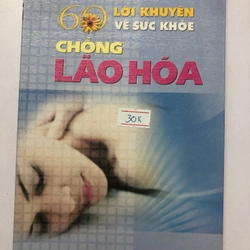 60 LỜI KHUYÊN
VỀ SỨC KHỎE
CHỐNG
LÃO HÓA
30K